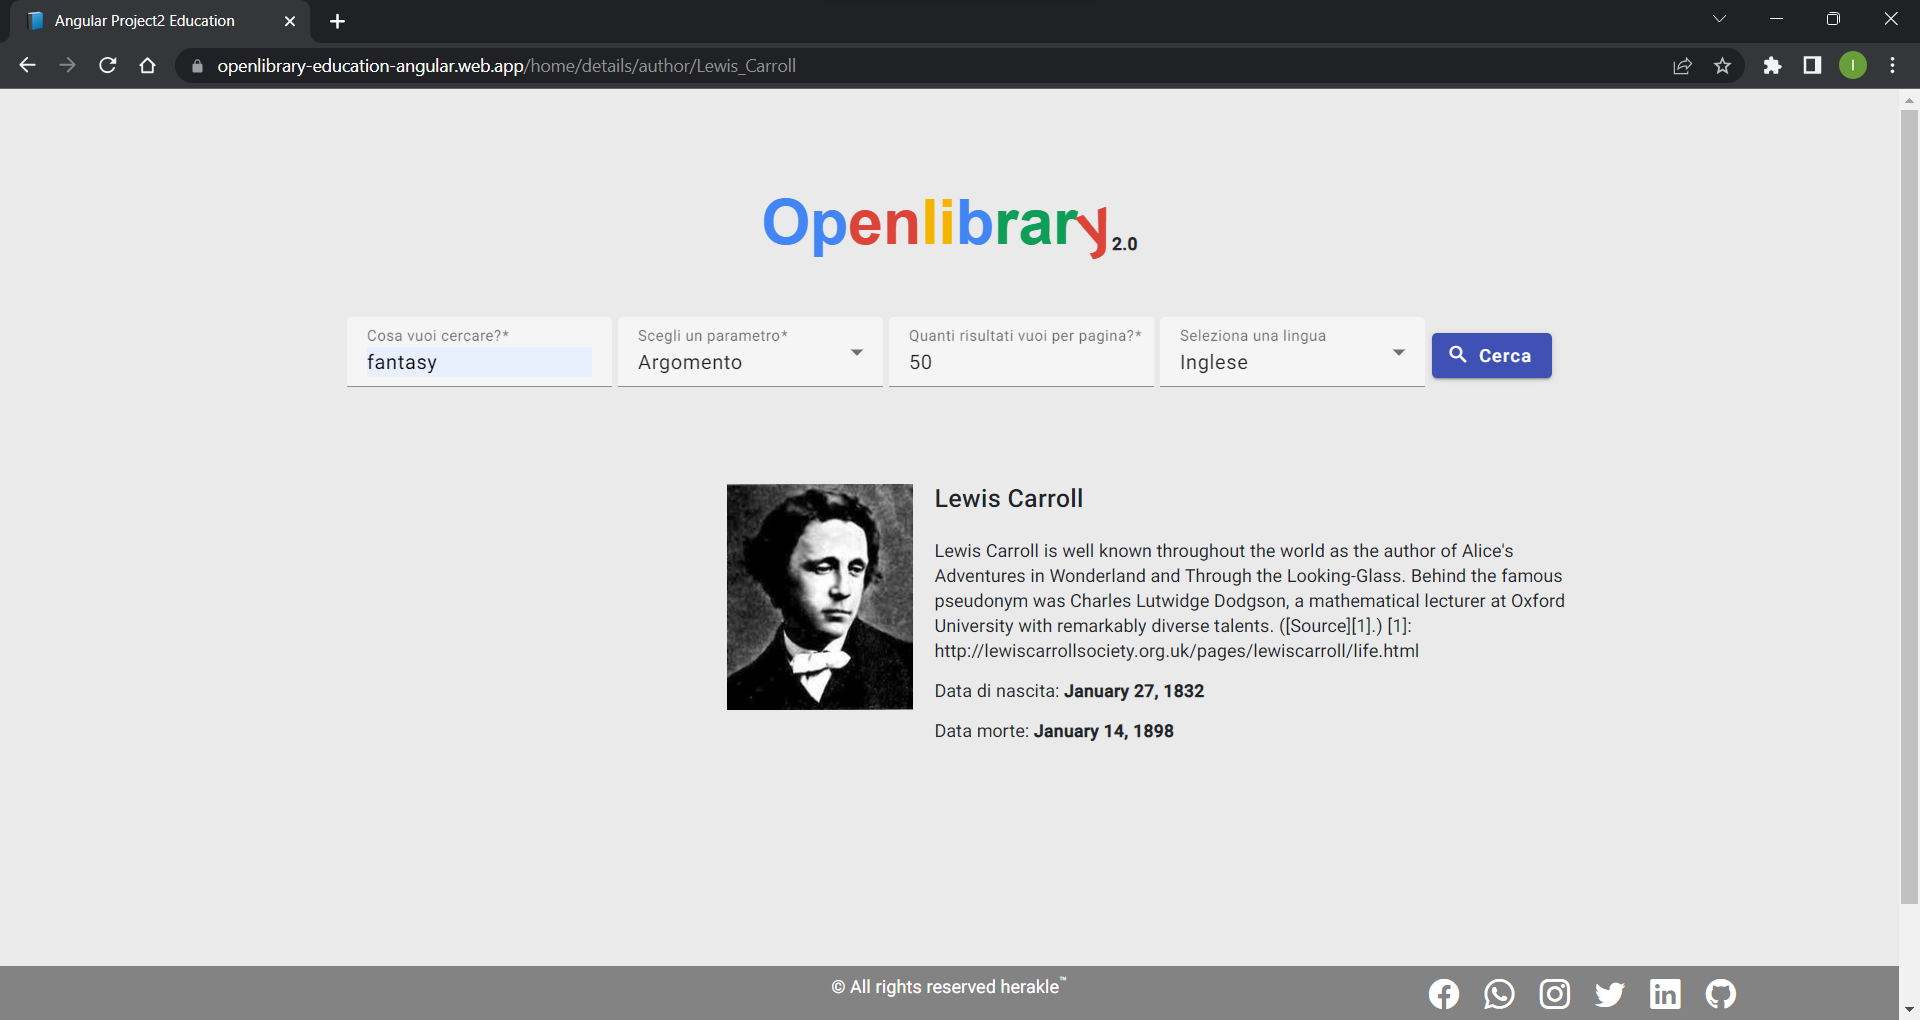 Angular Project2 Education
openlibrary-education-angular.web.app/home/details/author/Lewis_Carroll
I
Openlibrary 2.0
Cosa vuoi cercare?*
fantasy
Scegli un parametro*
Argomento
Quanti risultati vuoi per pagina?*
50
Seleziona una lingua
Inglese
Cerca
Lewis Carroll
Lewis Carroll is well known throughout the world as the author of Alice's
Adventures in Wonderland and Through the Looking-Glass. Behind the famous
pseudonym was Charles Lutwidge Dodgson, a mathematical lecturer at Oxford
University with remarkably diverse talents. ([Source][1].) [1]:
http://lewiscarrollsociety.org.uk/pages/lewiscarroll/life.html
Data di nascita: January 27, 1832
Data morte: January 14, 1898
© All rights reserved herakle™
in